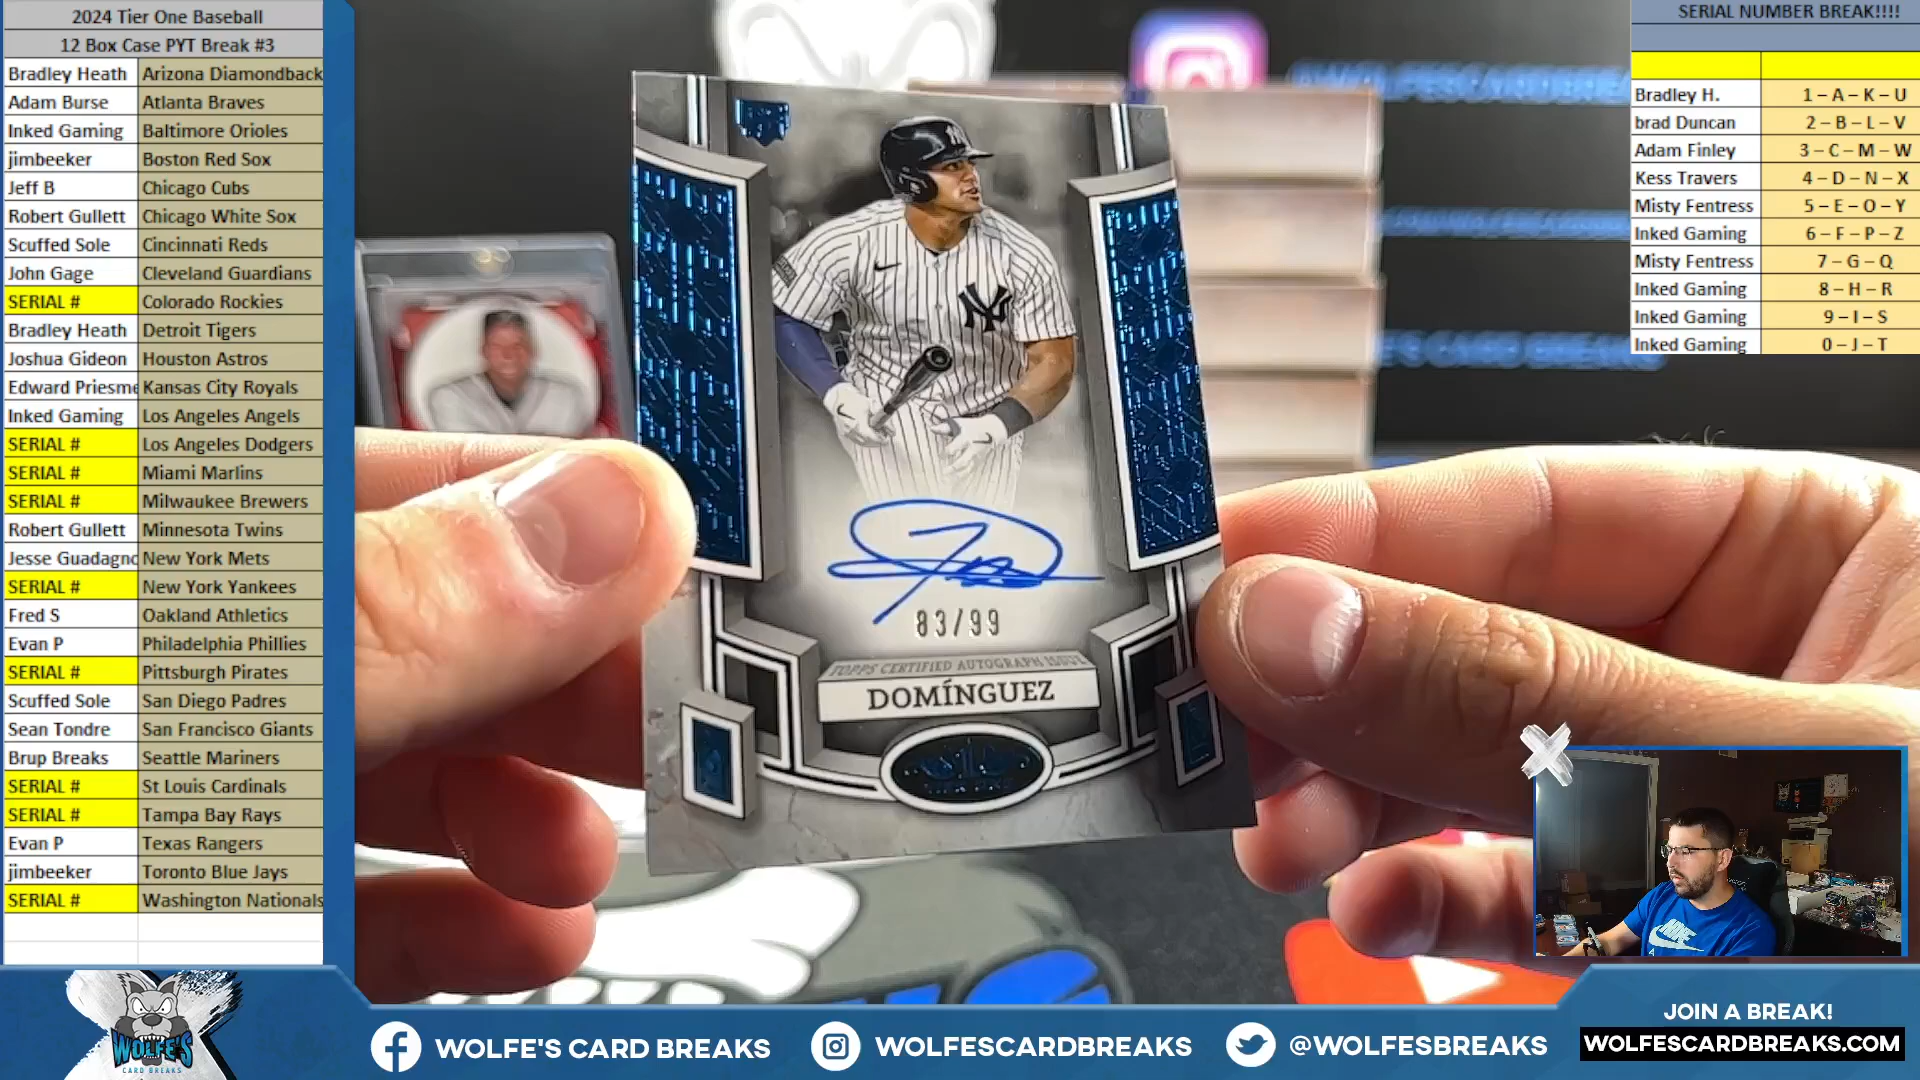 2024 Tier One Baseball
12 Box Case PYT Break #3
Bradley Heath Arizona Diamondback
Adam Burse Atlanta Braves
Inked Gaming Baltimore Orioles
jimbeeker Boston Red Sox
Jeff B Chicago Cubs
Robert Gullett Chicago White Sox
Scuffed Sole Cincinnati Reds
John Gage Cleveland Guardians
SERIAL # Colorado Rockies
Bradley Heath Detroit Tigers
Joshua Gideon Houston Astros
Edward Priesme Kansas City Royals
Inked Gaming Los Angeles Angels
SERIAL # Los Angeles Dodgers
SERIAL # Miami Marlins
SERIAL # Milwaukee Brewers
Robert Gullett Minnesota Twins
Jesse Guadagno New York Mets
SERIAL # New York Yankees
Fred S Oakland Athletics
Evan P Philadelphia Phillies
SERIAL # Pittsburgh Pirates
Scuffed Sole San Diego Padres
Sean Tondre San Francisco Giants
Brup Breaks Seattle Mariners
SERIAL # St Louis Cardinals
SERIAL # Tampa Bay Rays
Evan P Texas Rangers
jimbeeker Toronto Blue Jays
SERIAL # Washington Nationals
SERIAL NUMBER BREAK!!!!
Bradley H. 1 – A – K – U
brad Duncan 2 – B – L – V
Adam Finley 3 – C – M – W
Kess Travers 4 – D – N – X
Misty Fentress 5 – E – O – Y
Inked Gaming 6 – F – P – Z
Misty Fentress 7 – G – Q
Inked Gaming 8 – H – R
Inked Gaming 9 – I – S
Inked Gaming 0 – J – T
NY
83/99
TOPPS CERTIFIED AUTOGRAPH ISSUE
DOMÍNGUEZ
WOLFE'S
CARD BREAKS
WOLFE'S CARD BREAKS
WOLFESCARDBREAKS
@WOLFESBREAKS
JOIN A BREAK!
WOLFESCARDBREAKS.COM